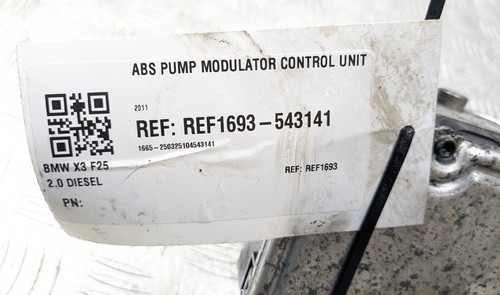 ABS PUMP MODULATOR CONTROL UNIT
2011
REF: REF1693-543141
1665-250325104543141
BMW X3 F25
REF: REF1693
2.0 DIESEL
PN: